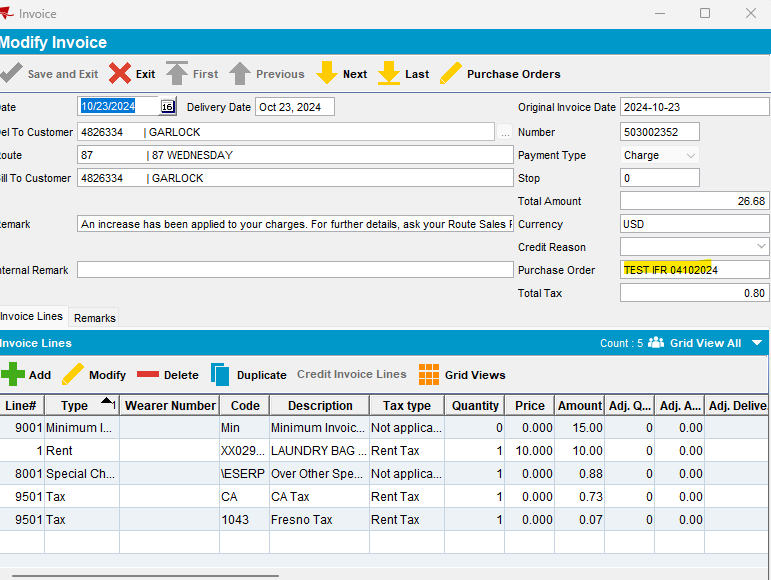 Invoice
Modify Invoice
Save and Exit Exit First Previous Next Last Purchase Orders
ate 10/23/2024 16 Delivery Date Oct 23, 2024 Original Invoice Date 2024-10-23
Del To Customer 4826334 | GARLOCK ... Number 503002352
Route 87 | 87 WEDNESDAY Payment Type Charge
Bill To Customer 4826334 | GARLOCK Stop 0
Total Amount 26.68
emark An increase has been applied to your charges. For further details, ask your Route Sales F Currency USD
Credit Reason
nternal Remark Purchase Order TEST IFR 04102024
Total Tax 0.80
Invoice Lines Remarks
Invoice Lines Count : 5 Grid View All
Add Modify Delete Duplicate Credit Invoice Lines Grid Views
Line# Type 1 Wearer Number Code Description Tax type Quantity Price Amount Adj. Q... Adj. A... Adj. Delive
9001 Minimum I... Min Minimum Invoic... Not applica... 0 0.000 15.00 0 0.00
1 Rent XX029... LAUNDRY BAG ... Rent Tax 1 10.000 10.00 0 0.00
8001 Special Ch... \ESERP Over Other Spe... Not applica... 1 0.000 0.88 0 0.00
9501 Tax CA CA Tax Rent Tax 1 0.000 0.73 0 0.00
9501 Tax 1043 Fresno Tax Rent Tax 1 0.000 0.07 0 0.00